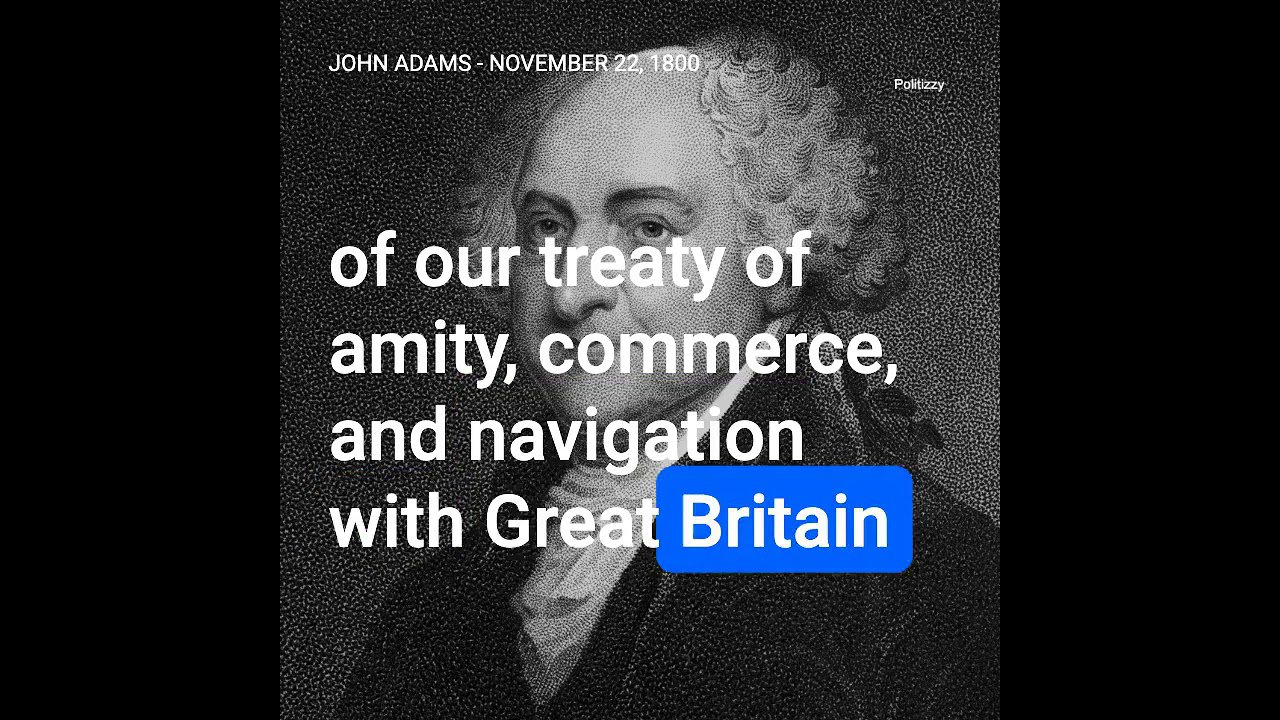 JOHN ADAMS - NOVEMBER 22, 1800
Politizzy
of our treaty of
amity, commerce,
and navigation
with Great Britain